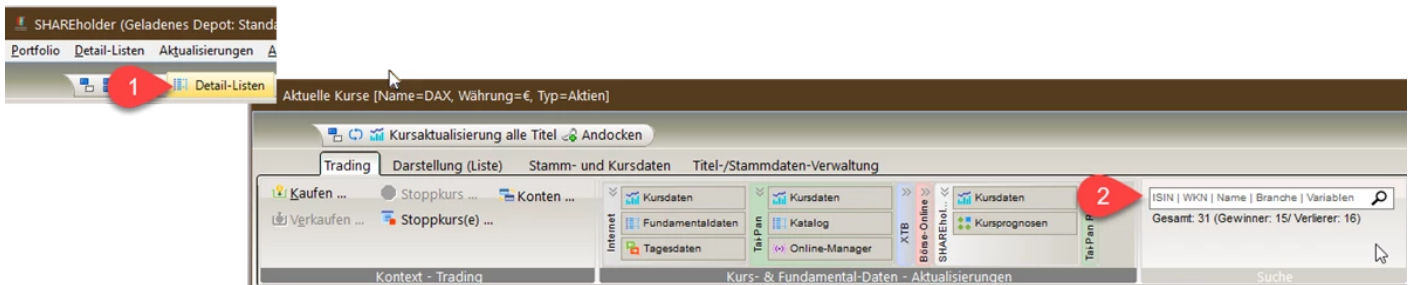 SHAREholder (Geladenes Depot: Standa
Portfolio Detail-Listen Aktualisierungen A
1 Detail-Listen
Aktuelle Kurse [Name=DAX, Währung=€, Typ=Aktien]
Kursaktualisierung alle Titel Andocken
Trading Darstellung (Liste) Stamm- und Kursdaten Titel-/Stammdaten-Verwaltung
Kaufen ... Stoppkurs ... Konten ...
Verkaufen ... Stoppkurs(e) ...
Kontext - Trading
Internet
Kursdaten
Fundamentaldaten
Tagesdaten
Tai-Pan
Kursdaten
Katalog
Online-Manager
XTB
Börse-Online
SHAREhol...
Kursdaten
Kursprognosen
Tai-Pan R
Kurs- & Fundamental-Daten - Aktualisierungen
2
ISIN | WKN | Name | Branche | Variablen
Gesamt: 31 (Gewinner: 15/ Verlierer: 16)
Suche